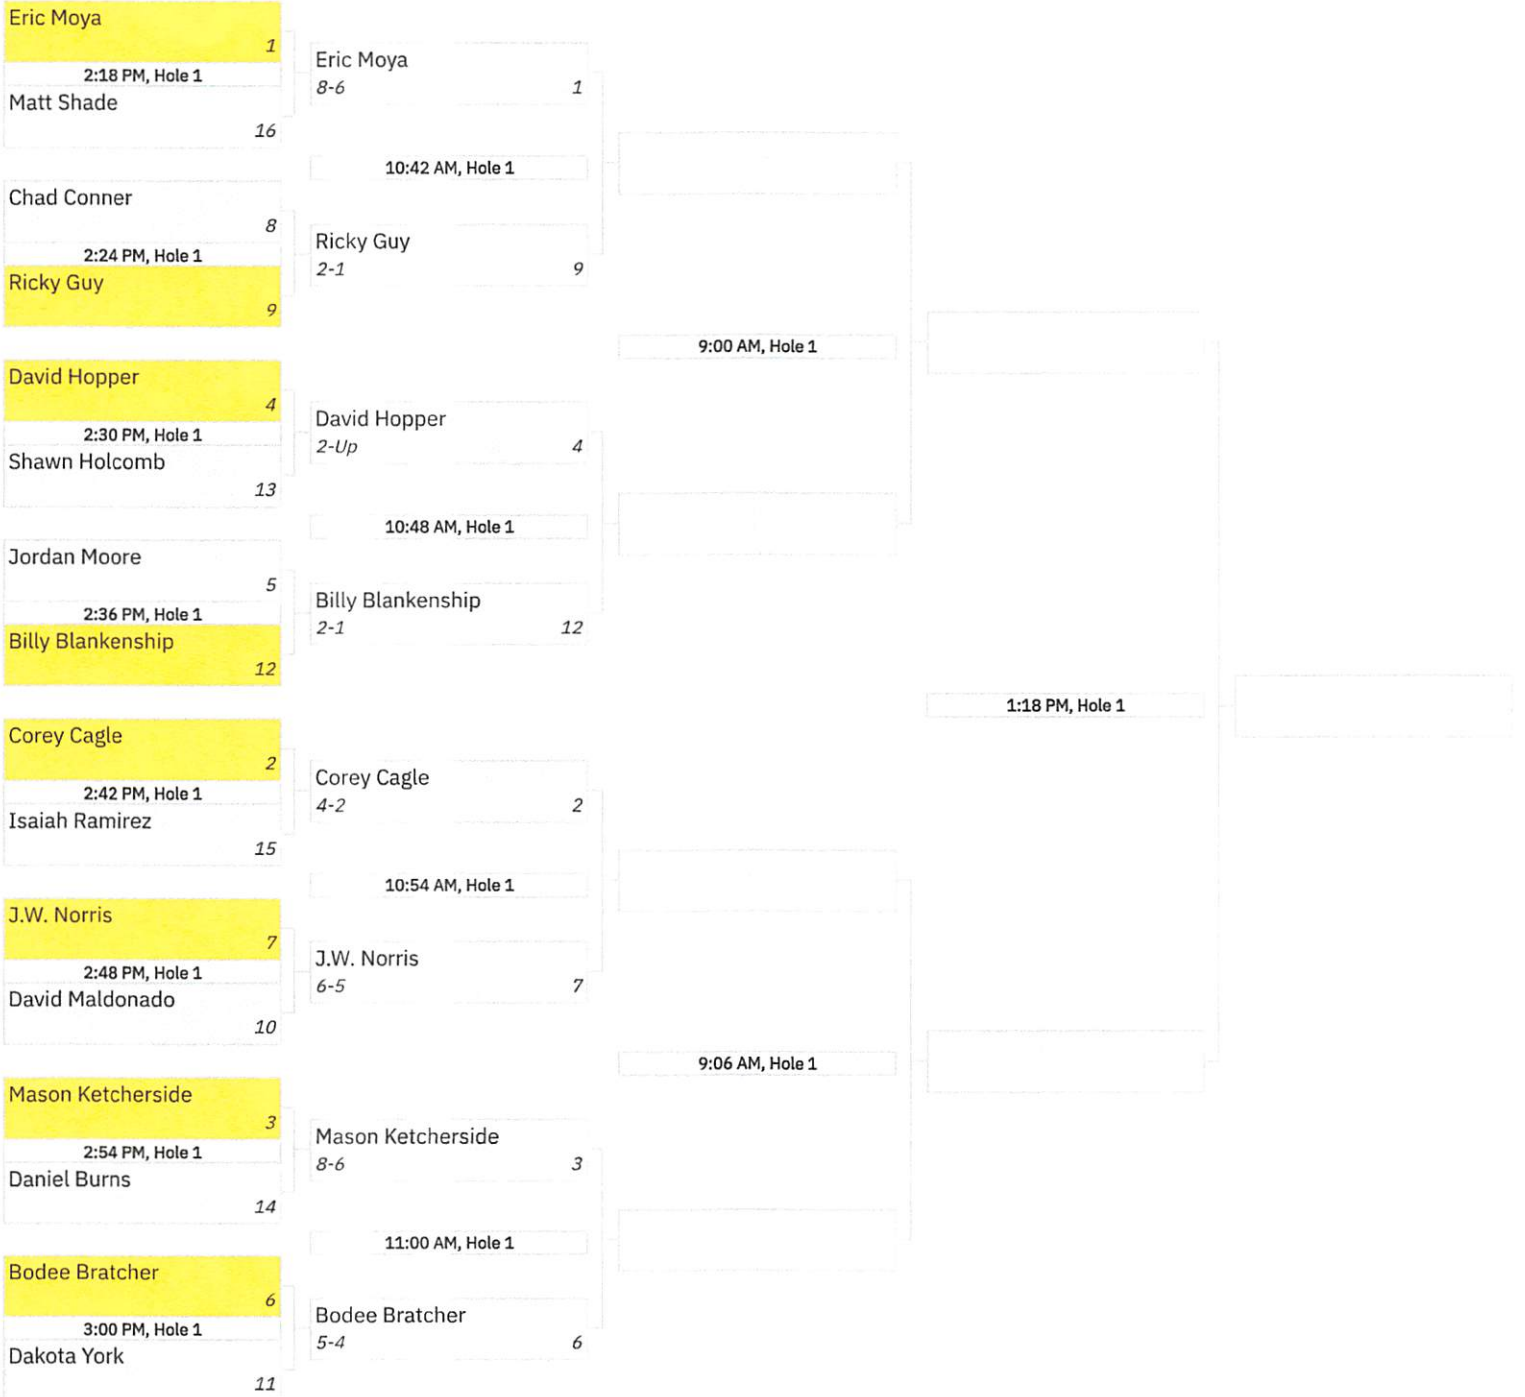 Eric Moya
1
2:18 PM, Hole 1
Matt Shade
16
Chad Conner
8
2:24 PM, Hole 1
Ricky Guy
9
David Hopper
4
2:30 PM, Hole 1
Shawn Holcomb
13
Jordan Moore
5
2:36 PM, Hole 1
Billy Blankenship
12
Corey Cagle
2
2:42 PM, Hole 1
Isaiah Ramirez
15
J.W. Norris
7
2:48 PM, Hole 1
David Maldonado
10
Mason Ketcherside
3
2:54 PM, Hole 1
Daniel Burns
14
Bodee Bratcher
6
3:00 PM, Hole 1
Dakota York
11
Eric Moya
8-6 1
10:42 AM, Hole 1
Ricky Guy
2-1 9
David Hopper
2-Up 4
10:48 AM, Hole 1
Billy Blankenship
2-1 12
Corey Cagle
4-2 2
10:54 AM, Hole 1
J.W. Norris
6-5 7
Mason Ketcherside
8-6 3
11:00 AM, Hole 1
Bodee Bratcher
5-4 6
9:00 AM, Hole 1
9:06 AM, Hole 1
1:18 PM, Hole 1